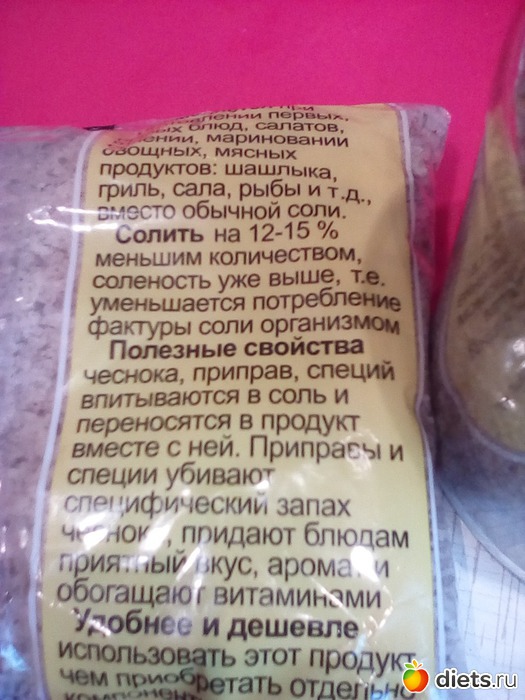 при
первых,
блюд, салатов,
мариновании
овощных, мясных
продуктов: шашлыка,
гриль, сала, рыбы и т.д.,
вместо обычной соли.
Солить на 12-15 %
меньшим количеством,
соленость уже выше, т.е.
уменьшается потребление
фактуры соли организмом
Полезные свойства
чеснока, приправ, специй
впитываются в соль и
переносятся в продукт
вместе с ней. Приправы и
специи убивают
специфический запах
чеснока, придают блюдам
приятный вкус, аромат и
обогащают витаминами
Удобнее и дешевле
использовать этот продукт,
чем приобретать отдельно
diets.ru